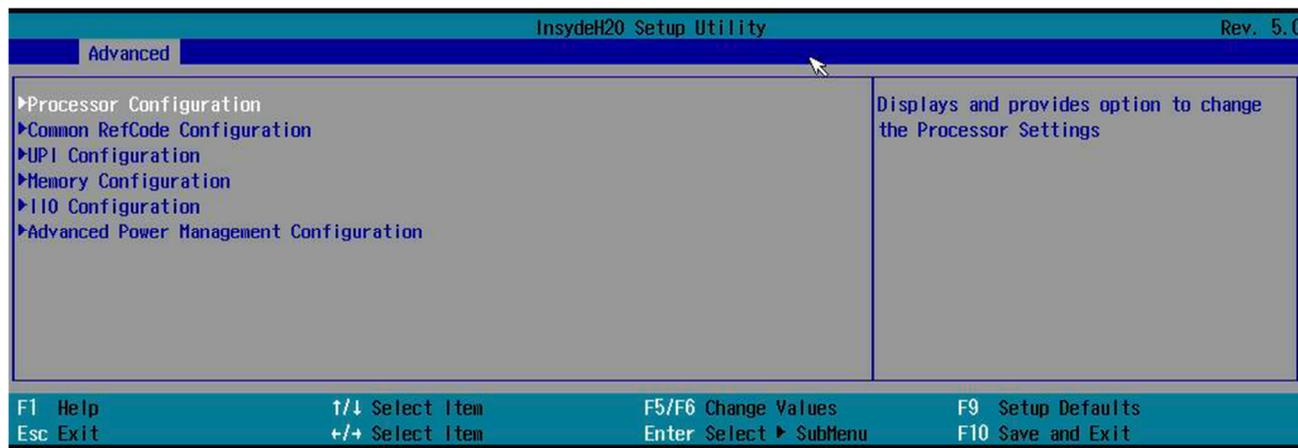 InsydeH20 Setup Utility Rev. 5.0
Advanced
▶Processor Configuration
▶Common RefCode Configuration
▶UPI Configuration
▶Memory Configuration
▶IIO Configuration
▶Advanced Power Management Configuration
Displays and provides option to change
the Processor Settings
F1 Help ↑/↓ Select Item F5/F6 Change Values F9 Setup Defaults
Esc Exit ←/→ Select Item Enter Select ▶ SubMenu F10 Save and Exit